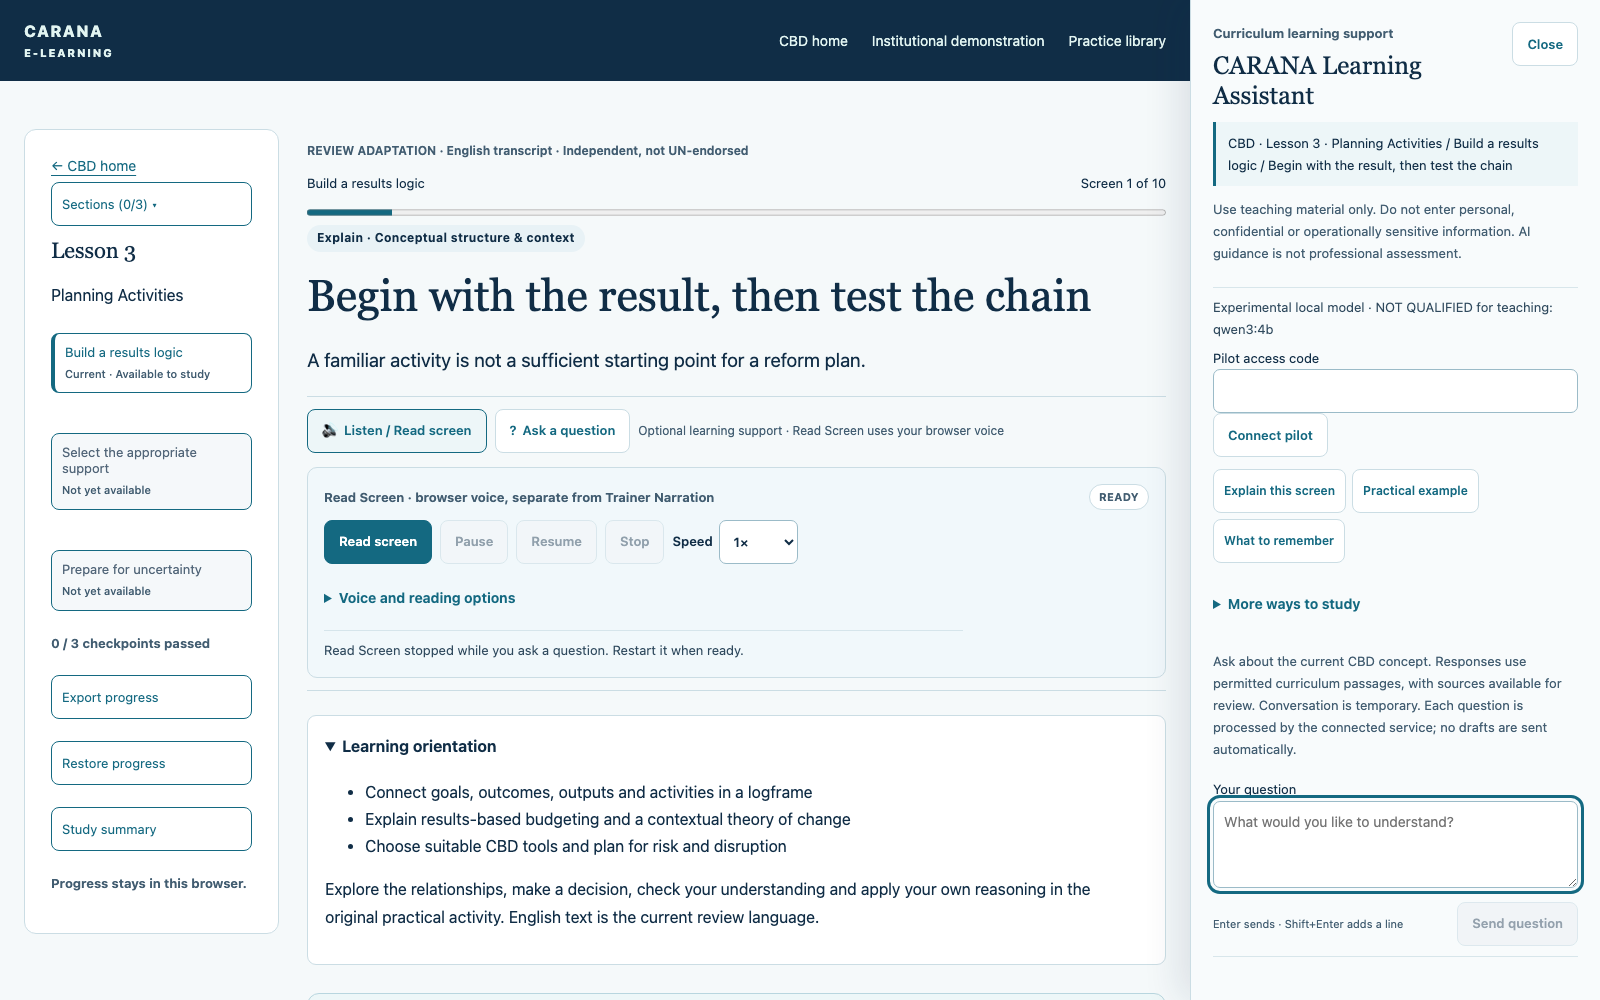 CARANA
E-LEARNING
CBD home
Institutional demonstration
Practice library
← CBD home
Sections (0/3) ▾
Lesson 3
Planning Activities
Build a results logic
Current · Available to study
Select the appropriate
support
Not yet available
Prepare for uncertainty
Not yet available
0 / 3 checkpoints passed
Export progress
Restore progress
Study summary
Progress stays in this browser.
REVIEW ADAPTATION · English transcript · Independent, not UN-endorsed
Build a results logic
Screen 1 of 10
Explain · Conceptual structure & context
Begin with the result, then test the chain
A familiar activity is not a sufficient starting point for a reform plan.
Listen / Read screen
? Ask a question
Optional learning support · Read Screen uses your browser voice
Read Screen · browser voice, separate from Trainer Narration
READY
Read screen
Pause
Resume
Stop
Speed
1×
▶ Voice and reading options
Read Screen stopped while you ask a question. Restart it when ready.
▼ Learning orientation
• Connect goals, outcomes, outputs and activities in a logframe
• Explain results-based budgeting and a contextual theory of change
• Choose suitable CBD tools and plan for risk and disruption
Explore the relationships, make a decision, check your understanding and apply your own reasoning in the
original practical activity. English text is the current review language.
Curriculum learning support
Close
CARANA Learning
Assistant
CBD · Lesson 3 · Planning Activities / Build a results
logic / Begin with the result, then test the chain
Use teaching material only. Do not enter personal,
confidential or operationally sensitive information. AI
guidance is not professional assessment.
Experimental local model · NOT QUALIFIED for teaching:
qwen3:4b
Pilot access code
Connect pilot
Explain this screen
Practical example
What to remember
▶ More ways to study
Ask about the current CBD concept. Responses use
permitted curriculum passages, with sources available for
review. Conversation is temporary. Each question is
processed by the connected service; no drafts are sent
automatically.
Your question
What would you like to understand?
Enter sends · Shift+Enter adds a line
Send question